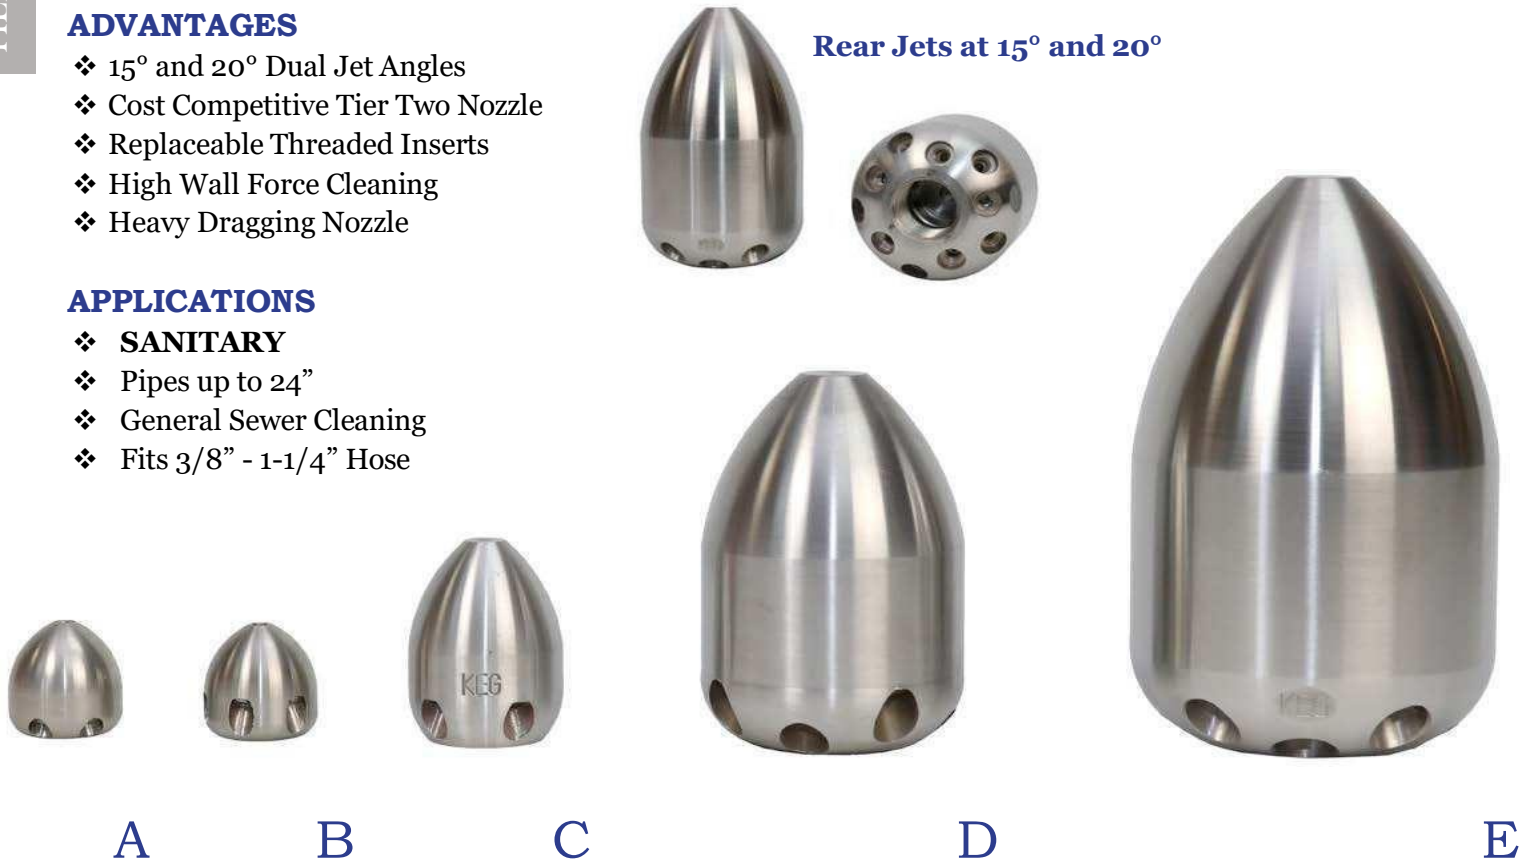 ADVANTAGES
❖ 15° and 20° Dual Jet Angles
❖ Cost Competitive Tier Two Nozzle
❖ Replaceable Threaded Inserts
❖ High Wall Force Cleaning
❖ Heavy Dragging Nozzle
Rear Jets at 15° and 20°
APPLICATIONS
❖ SANITARY
❖ Pipes up to 24”
❖ General Sewer Cleaning
❖ Fits 3/8” - 1-1/4” Hose
KEG
KEG
A B C D E